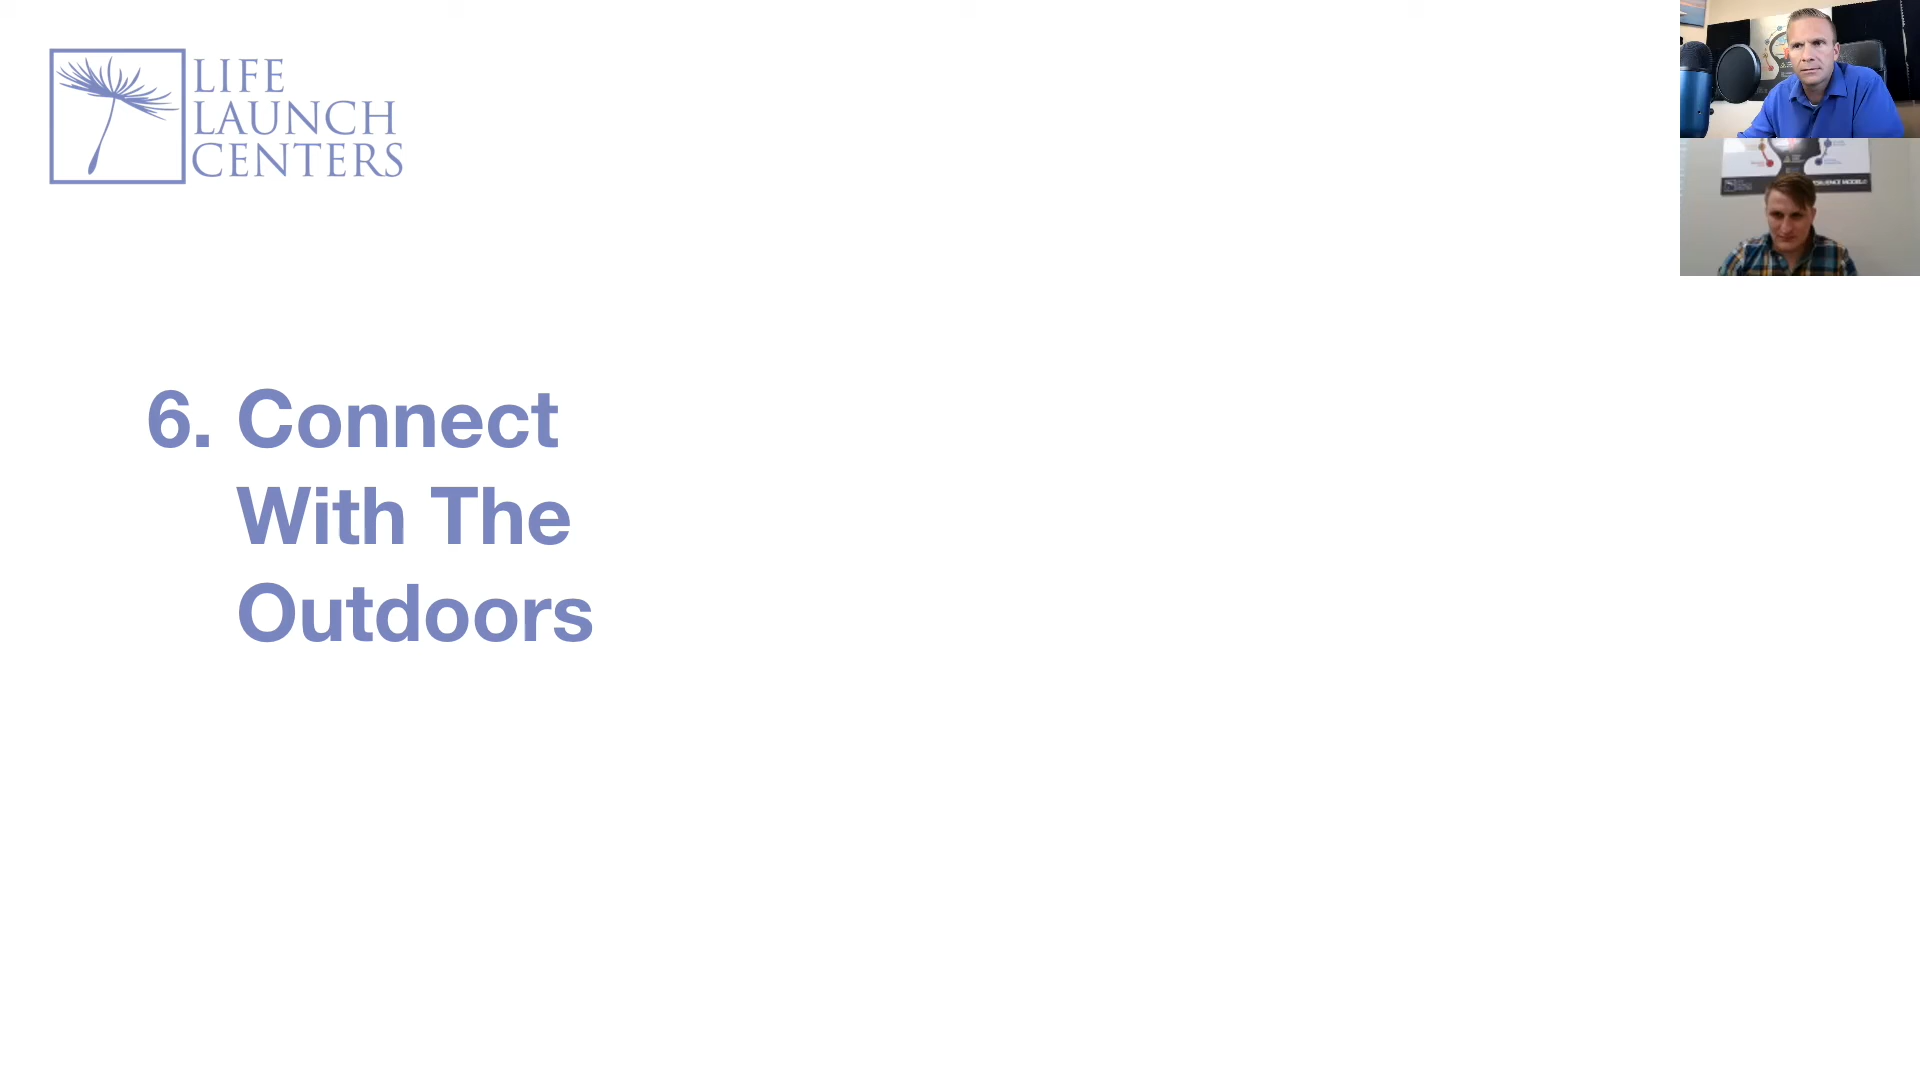 LIFE
LAUNCH
CENTERS
6. Connect
With The
Outdoors